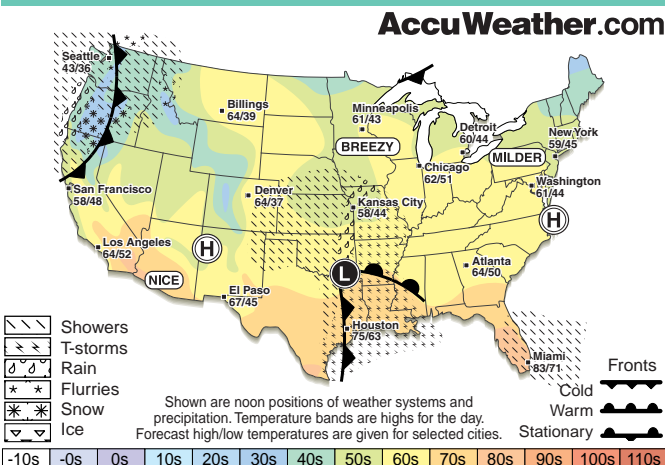 AccuWeather.com
Seattle
43/36
Billings
64/39
Minneapolis
61/43
BREEZY
Detroit
60/44
New York
59/45
MILDER
Chicago
62/51
Washington
61/44
San Francisco
58/48
Denver
64/37
Kansas City
58/44
H
H
Los Angeles
64/52
NICE
L
Atlanta
64/50
El Paso
67/45
Houston
75/63
Miami
83/71
Showers
T-storms
Rain
Flurries
Snow
Ice
Shown are noon positions of weather systems and
precipitation. Temperature bands are highs for the day.
Forecast high/low temperatures are given for selected cities.
Fronts
Cold
Warm
Stationary
-10s -0s 0s 10s 20s 30s 40s 50s 60s 70s 80s 90s 100s 110s